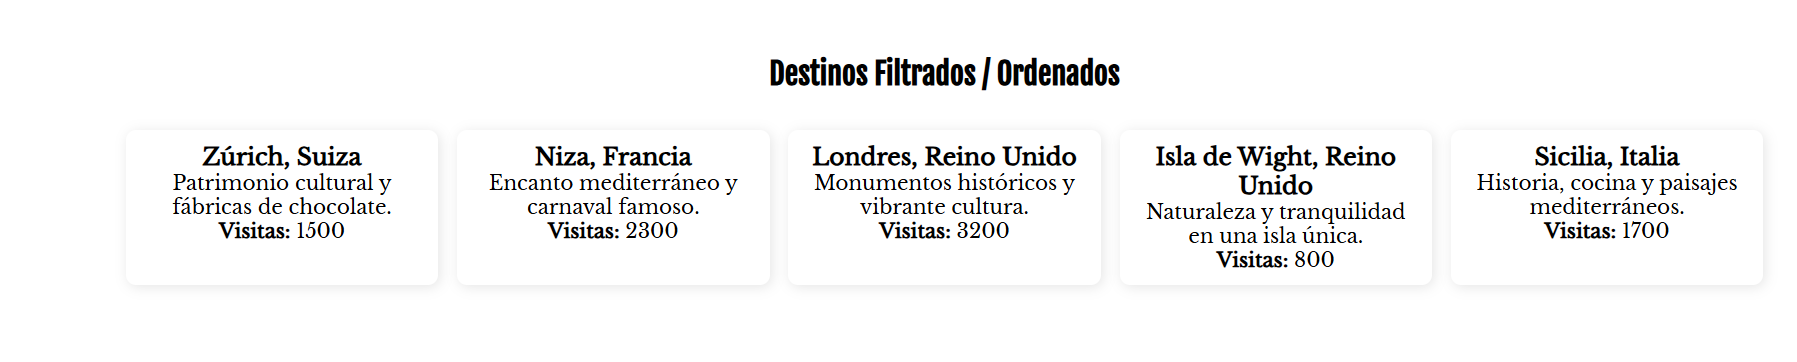 Destinos Filtrados / Ordenados
Zúrich, Suiza
Patrimonio cultural y
fábricas de chocolate.
Visitas: 1500
Niza, Francia
Encanto mediterráneo y
carnaval famoso.
Visitas: 2300
Londres, Reino Unido
Monumentos históricos y
vibrante cultura.
Visitas: 3200
Isla de Wight, Reino
Unido
Naturaleza y tranquilidad
en una isla única.
Visitas: 800
Sicilia, Italia
Historia, cocina y paisajes
mediterráneos.
Visitas: 1700